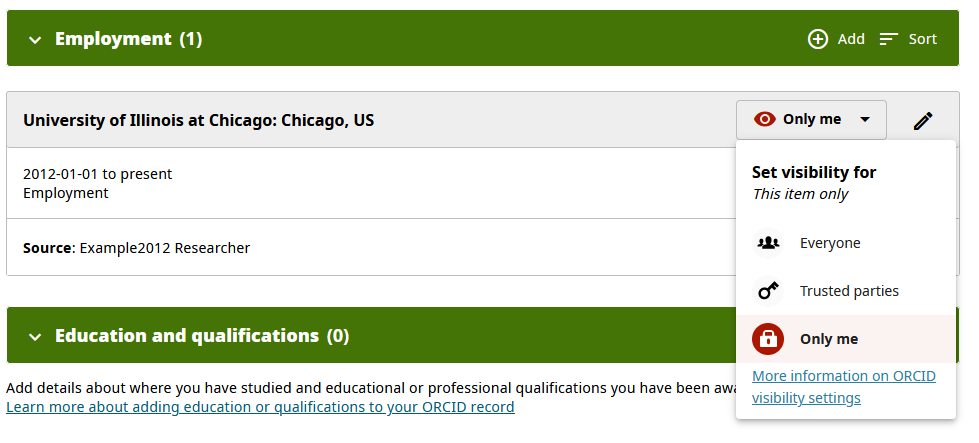 Employment (1)
Add
Sort
University of Illinois at Chicago: Chicago, US
Only me
2012-01-01 to present
Employment
Source: Example2012 Researcher
Set visibility for
This item only
Everyone
Trusted parties
Only me
More information on ORCID
visibility settings
Education and qualifications (0)
Add details about where you have studied and educational or professional qualifications you have been
Learn more about adding education or qualifications to your ORCID record